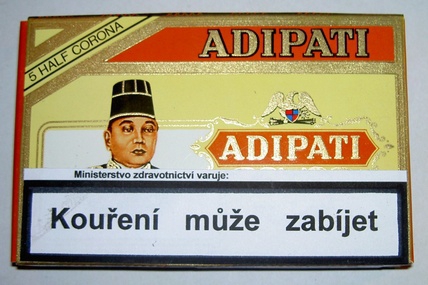 5 HALF CORONA
ADIPATI
ADIPATI
Ministerstvo zdravotnictví varuje:
Kouření může zabíjet